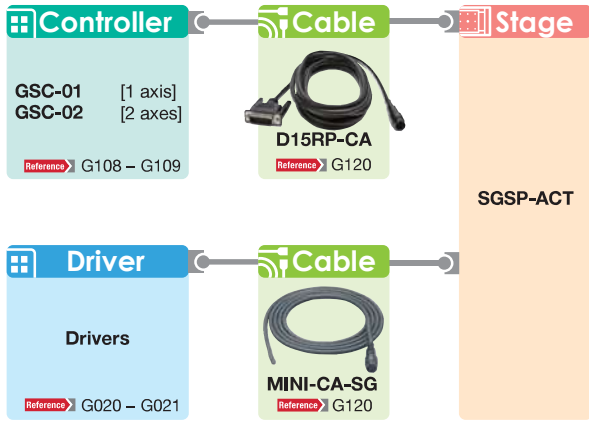 Controller
GSC-01 [1 axis]
GSC-02 [2 axes]
Reference G108 – G109
Cable
D15RP-CA
Reference G120
Stage
SGSP-ACT
Driver
Drivers
Reference G020 – G021
Cable
MINI-CA-SG
Reference G120